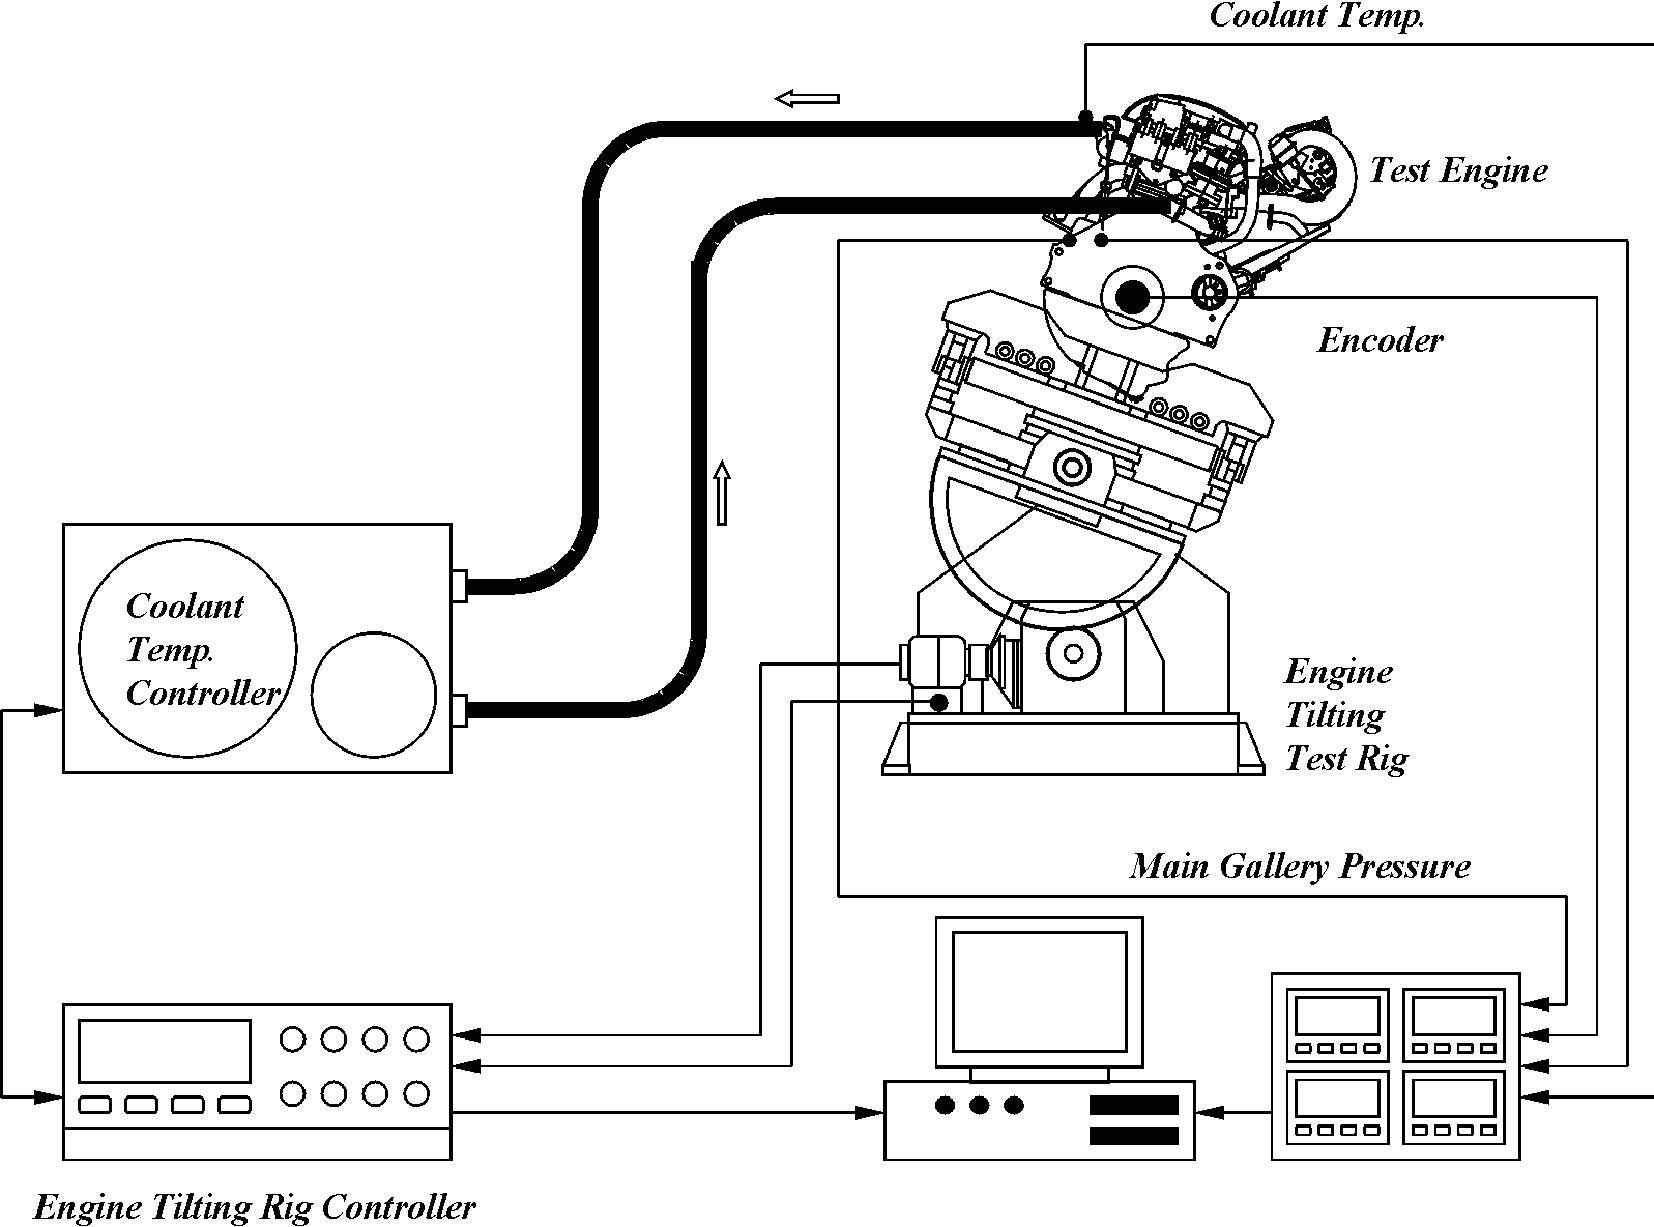 Coolant Temp.
Test Engine
Encoder
Coolant
Temp.
Controller
Engine
Tilting
Test Rig
Main Gallery Pressure
Engine Tilting Rig Controller